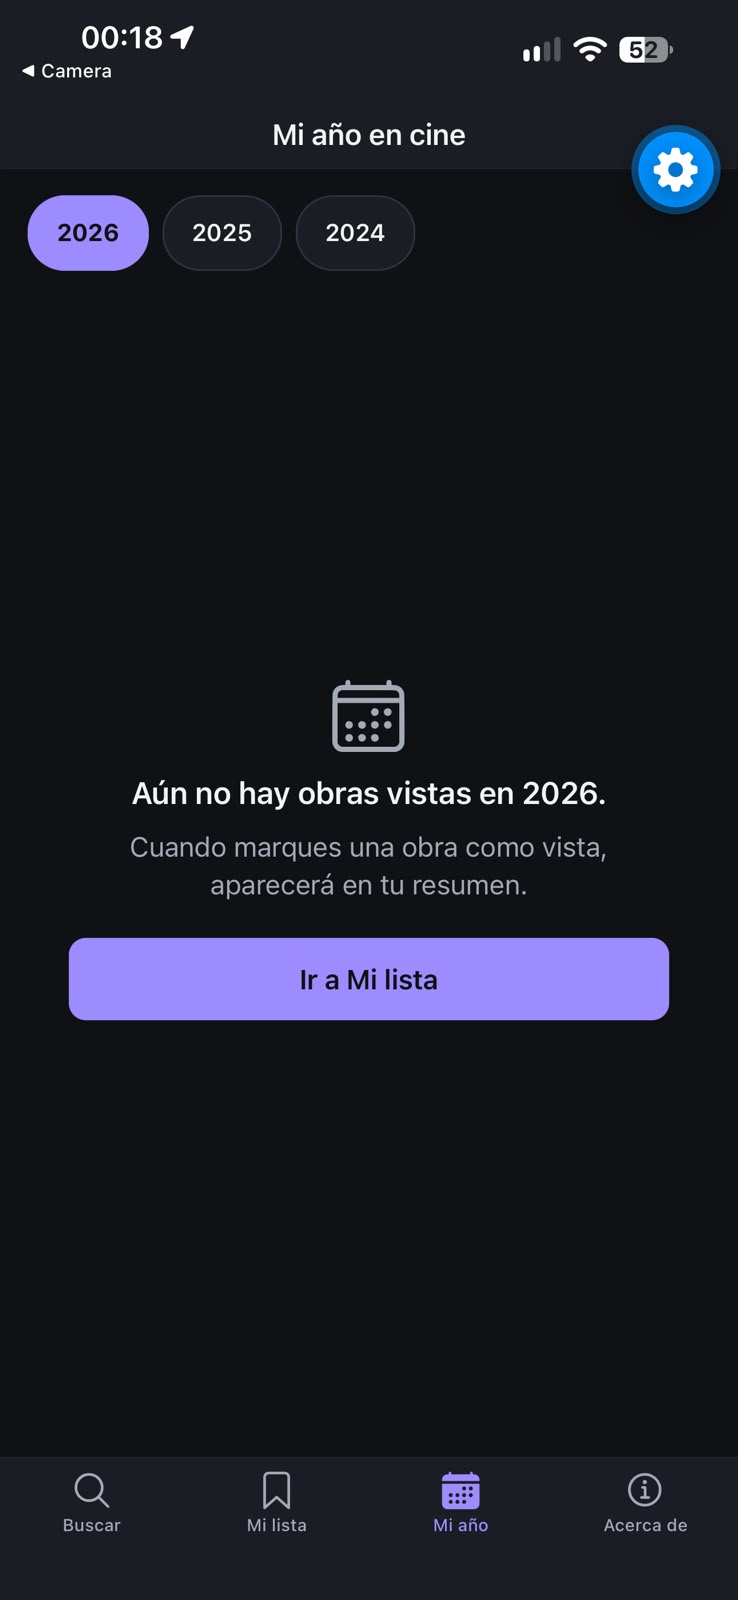 00:18
◀ Camera
52
Mi año en cine
2026
2025
2024
Aún no hay obras vistas en 2026.
Cuando marques una obra como vista,
aparecerá en tu resumen.
Ir a Mi lista
Buscar
Mi lista
Mi año
Acerca de